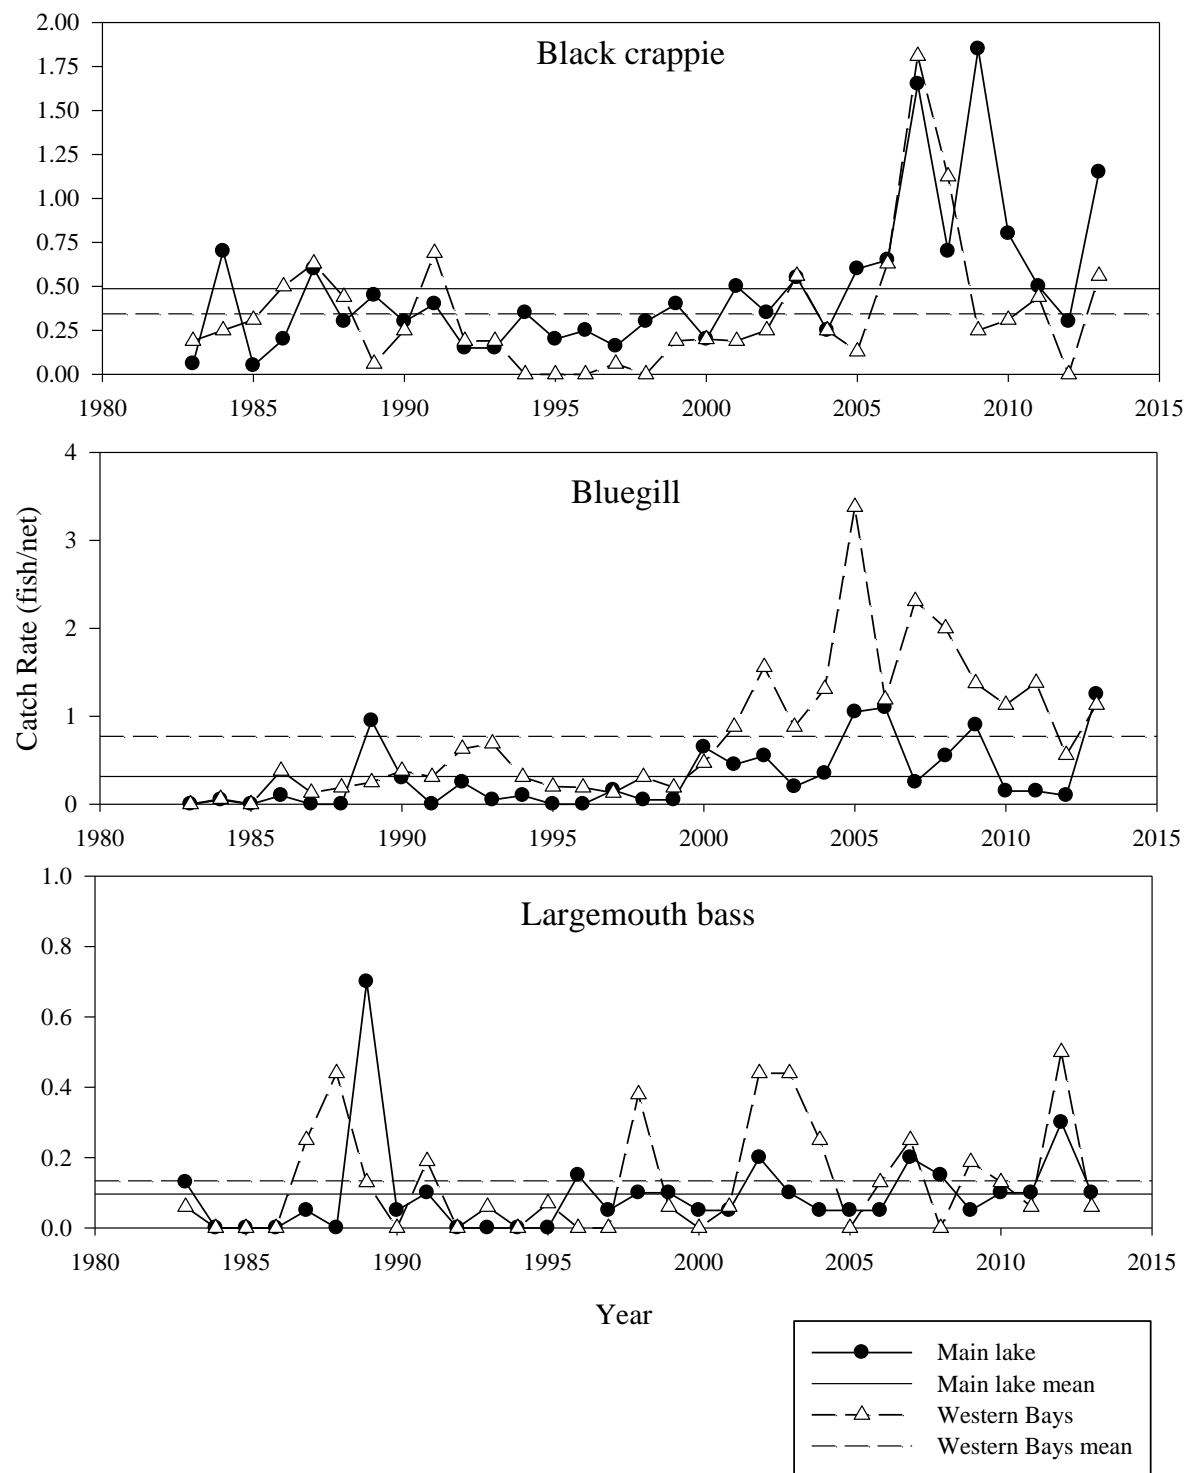 Black crappie
2.00
1.75
1.50
1.25
1.00
0.75
0.50
0.25
0.00
1980 1985 1990 1995 2000 2005 2010 2015
Bluegill
Catch Rate (fish/net)
4
3
2
1
0
1980 1985 1990 1995 2000 2005 2010 2015
Largemouth bass
1.0
0.8
0.6
0.4
0.2
0.0
1980 1985 1990 1995 2000 2005 2010 2015
Year
Main lake
Main lake mean
Western Bays
Western Bays mean